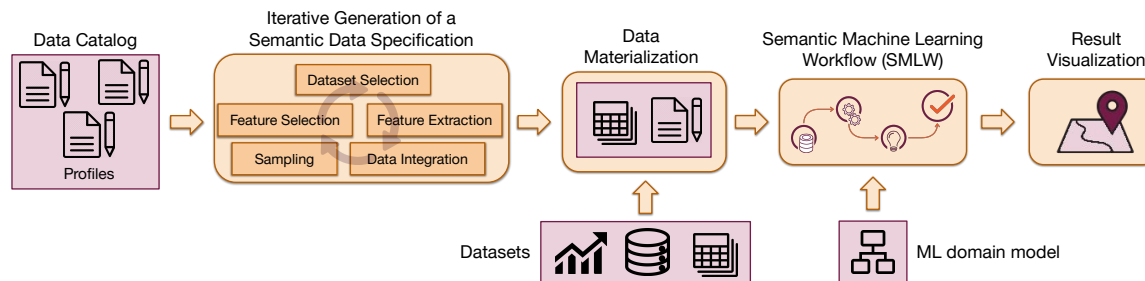 Data Catalog
Profiles
Iterative Generation of a
Semantic Data Specification
Dataset Selection
Feature Selection
Feature Extraction
Sampling
Data Integration
Data
Materialization
Datasets
Semantic Machine Learning
Workflow (SMLW)
ML domain model
Result
Visualization